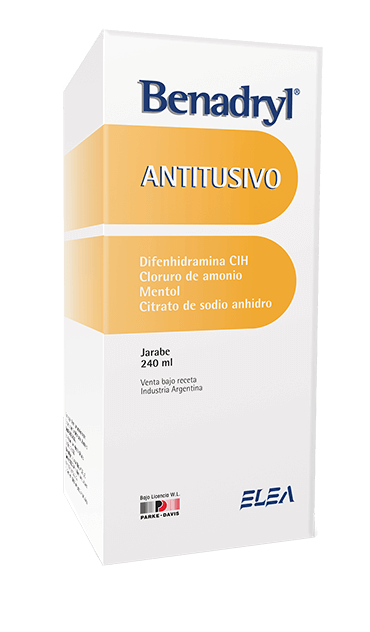 Benadryl®
ANTITUSIVO
Difenhidramina ClH
Cloruro de amonio
Mentol
Citrato de sodio anhidro
Jarabe
240 ml
Venta bajo receta
Industria Argentina
Bajo Licencia W.L.
PARKE-DAVIS
ELEA